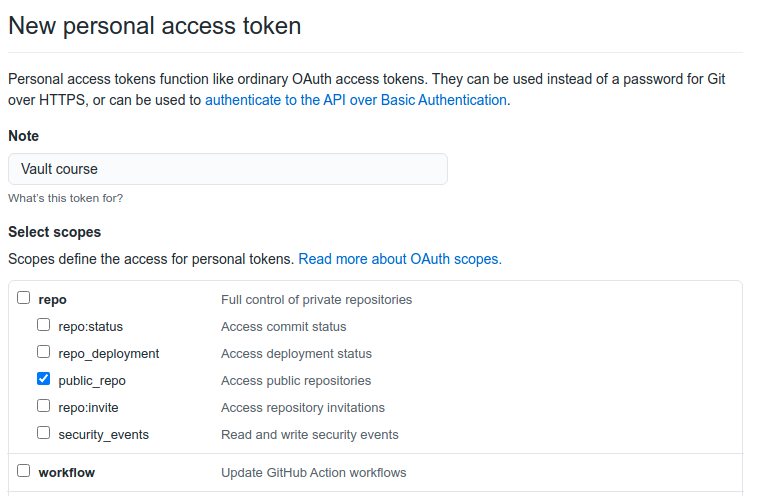 New personal access token
Personal access tokens function like ordinary OAuth access tokens. They can be used instead of a password for Git
over HTTPS, or can be used to authenticate to the API over Basic Authentication.
Note
Vault course
What's this token for?
Select scopes
Scopes define the access for personal tokens. Read more about OAuth scopes.
repo Full control of private repositories
repo:status Access commit status
repo_deployment Access deployment status
public_repo Access public repositories
repo:invite Access repository invitations
security_events Read and write security events
workflow Update GitHub Action workflows